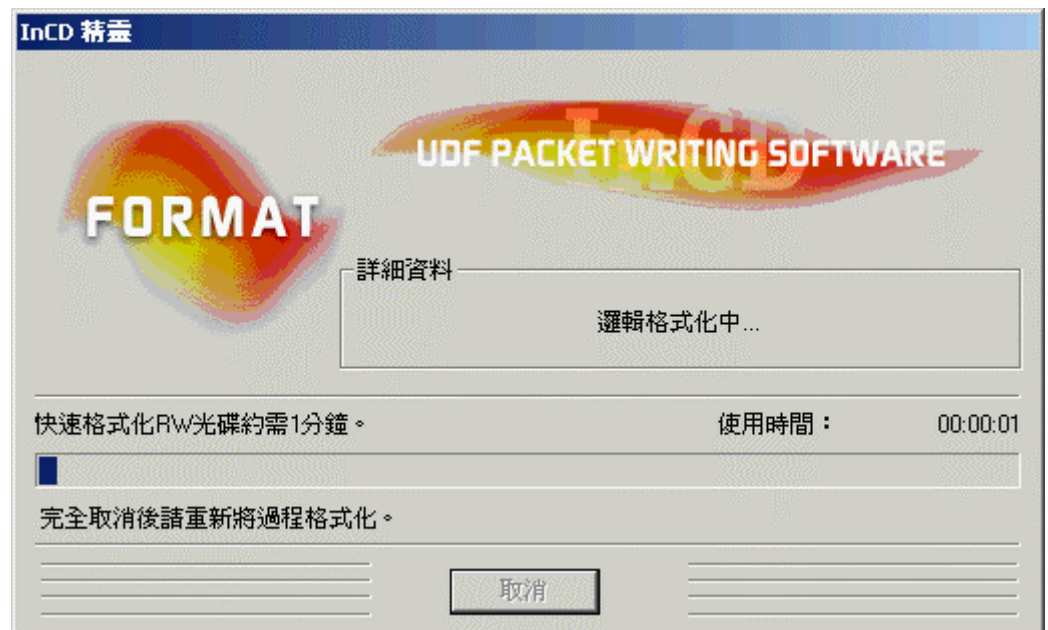 InCD 精靈
InCD
UDF PACKET WRITING SOFTWARE
FORMAT
詳細資料
邏輯格式化中...
快速格式化RW光碟約需1分鐘。 使用時間： 00:00:01
完全取消後請重新將過程格式化。
取消